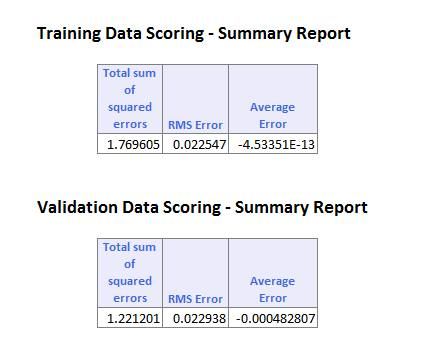 Training Data Scoring - Summary Report
Total sum
of
squared
errors RMS Error Average
Error
1.769605 0.022547 -4.53351E-13
Validation Data Scoring - Summary Report
Total sum
of
squared
errors RMS Error Average
Error
1.221201 0.022938 -0.000482807